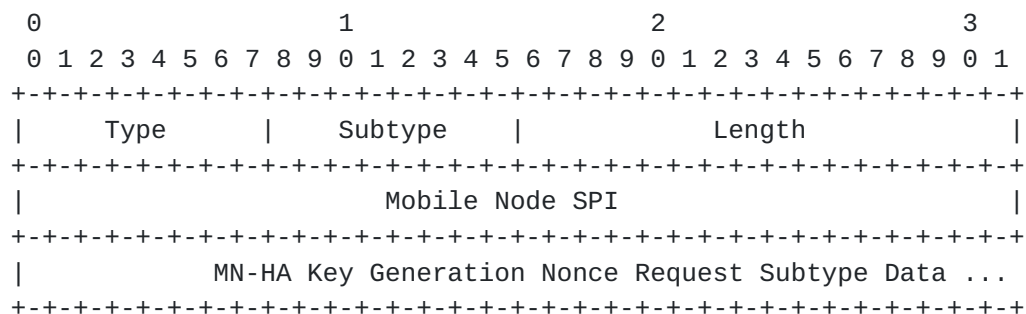 0                   1                   2                   3
 0 1 2 3 4 5 6 7 8 9 0 1 2 3 4 5 6 7 8 9 0 1 2 3 4 5 6 7 8 9 0 1
+-+-+-+-+-+-+-+-+-+-+-+-+-+-+-+-+-+-+-+-+-+-+-+-+-+-+-+-+-+-+-+-+
|     Type      |    Subtype    |            Length             |
+-+-+-+-+-+-+-+-+-+-+-+-+-+-+-+-+-+-+-+-+-+-+-+-+-+-+-+-+-+-+-+-+
|                       Mobile Node SPI                         |
+-+-+-+-+-+-+-+-+-+-+-+-+-+-+-+-+-+-+-+-+-+-+-+-+-+-+-+-+-+-+-+-+
|            MN-HA Key Generation Nonce Request Subtype Data ...
+-+-+-+-+-+-+-+-+-+-+-+-+-+-+-+-+-+-+-+-+-+-+-+-+-+-+-+-+-+-+-+-+